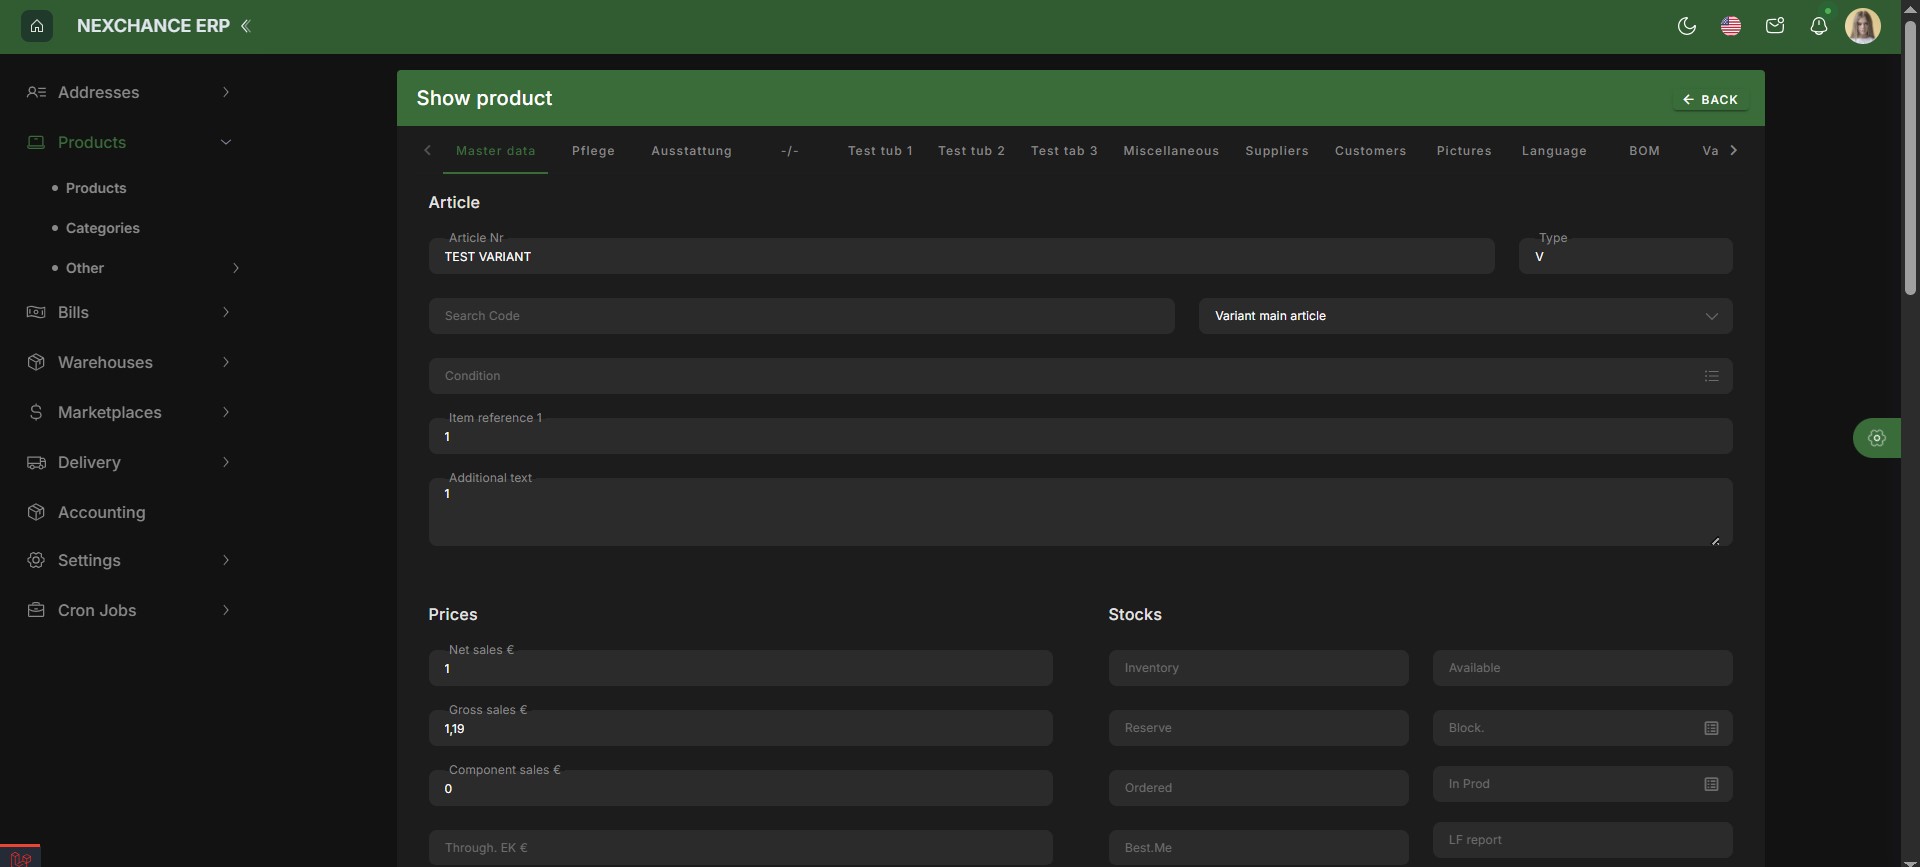 NEXCHANCE ERP
Addresses
Products
Products
Categories
Other
Bills
Warehouses
Marketplaces
Delivery
Accounting
Settings
Cron Jobs
Show product
BACK
Master data Pflege Ausstattung -/- Test tub 1 Test tub 2 Test tab 3 Miscellaneous Suppliers Customers Pictures Language BOM Va
Article
Article Nr
TEST VARIANT
Type
V
Search Code
Variant main article
Condition
Item reference 1
1
Additional text
1
Prices
Net sales €
1
Gross sales €
1,19
Component sales €
0
Through. EK €
Stocks
Inventory
Available
Reserve
Block.
Ordered
In Prod
Best.Me
LF report